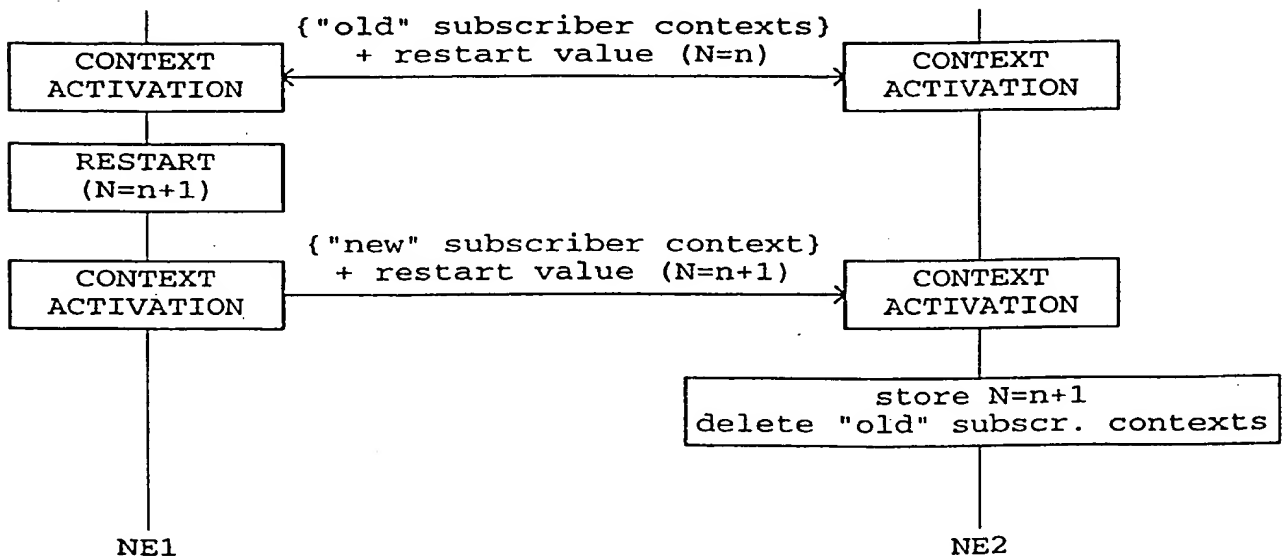 {"old" subscriber contexts}
+ restart value (N=n)
CONTEXT
ACTIVATION
CONTEXT
ACTIVATION
RESTART
(N=n+1)
{"new" subscriber context}
+ restart value (N=n+1)
CONTEXT
ACTIVATION
CONTEXT
ACTIVATION
store N=n+1
delete "old" subscr. contexts
NE1
NE2